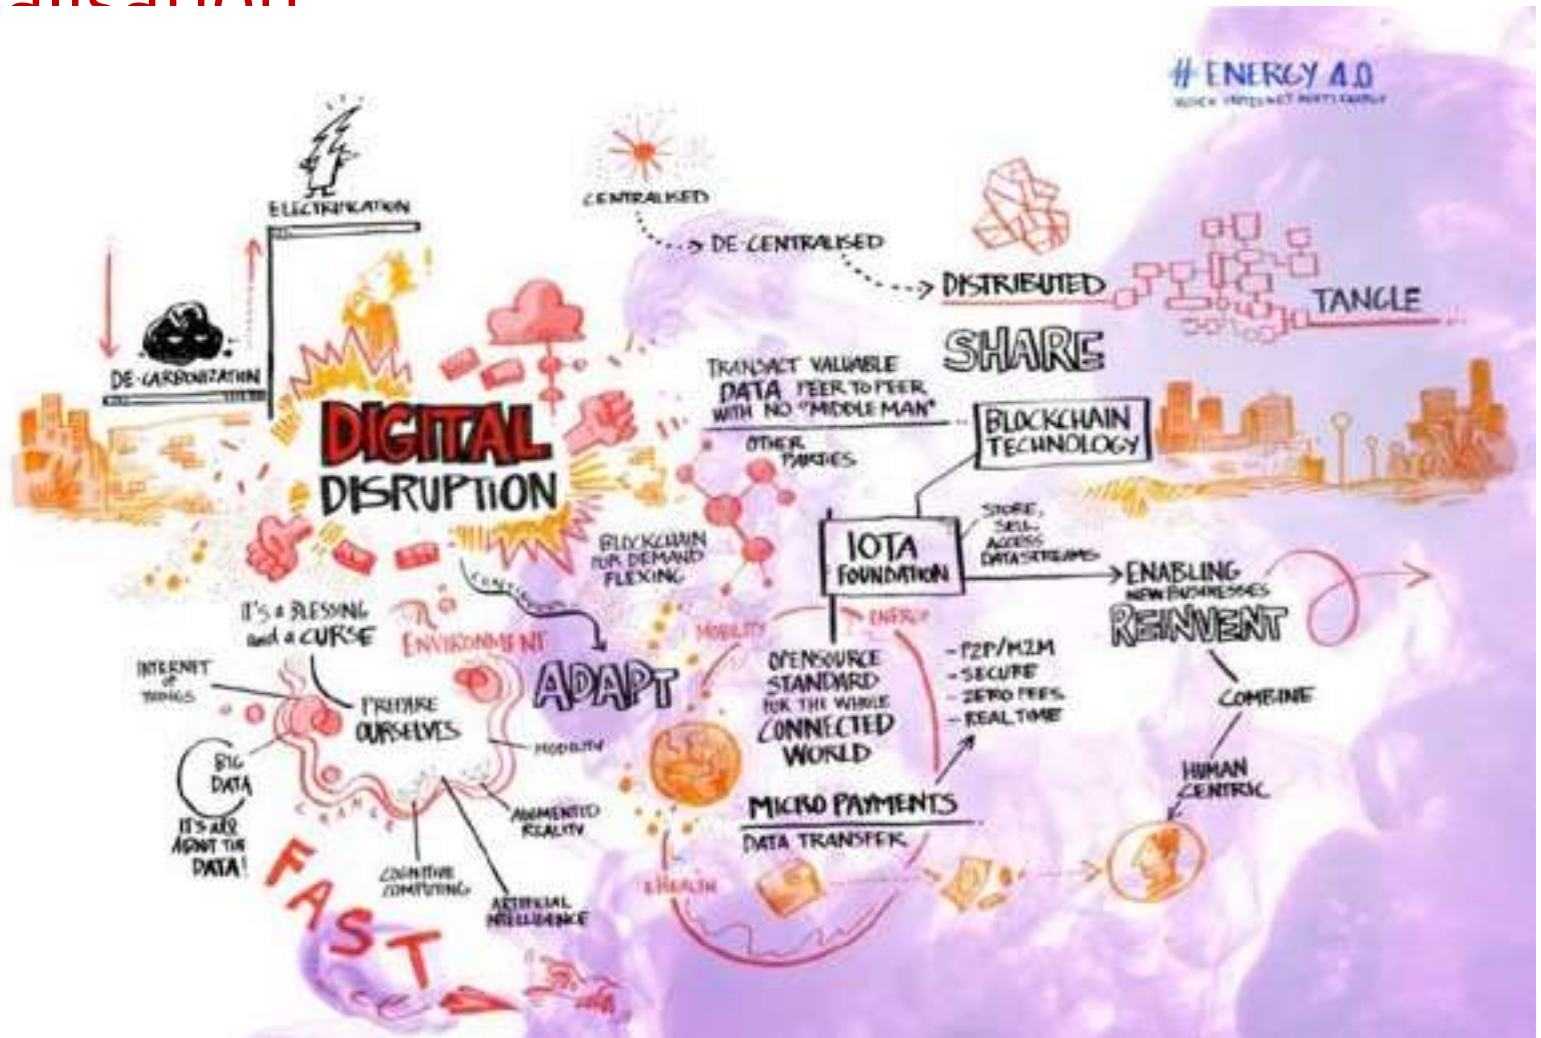 # ENERGY 4.0
ELECTRIFICATION
DE-CARBONIZATION
CENTRALISED
DE-CENTRALISED
DISTRIBUTED
TANGLE
SHARE
TRANSACT VALUABLE
DATA PEER TO PEER
WITH NO "MIDDLE MAN"
OTHER
PARTIES
BLOCKCHAIN
TECHNOLOGY
DIGITAL
DISRUPTION
BLOCKCHAIN
FOR DEMAND
FLEXING
IOTA
FOUNDATION
STORE,
SELL,
ACCESS
DATA STREAMS
ENABLING
NEW BUSINESSES
REINVENT
COMBINE
HUMAN
CENTRIC
IT'S A BLESSING
and a CURSE
ENVIRONMENT
ADAPT
INTERNET
OF
THINGS
PREPARE
OURSELVES
BIG
DATA
IT'S ALL
ABOUT THE
DATA!
MOBILITY
AUGMENTED
REALITY
COGNITIVE
COMPUTING
ARTIFICIAL
INTELLIGENCE
CHANGE
FAST
MOBILITY
ENERGY
EHEALTH
OPENSOURCE
STANDARD
FOR THE WHOLE
CONNECTED
WORLD
- P2P/M2M
- SECURE
- ZERO FEES
- REAL TIME
MICRO PAYMENTS
DATA TRANSFER